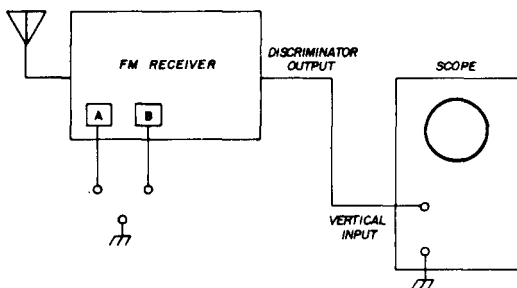 FM RECEIVER
A
B
DISCRIMINATOR
OUTPUT
SCOPE
VERTICAL
INPUT